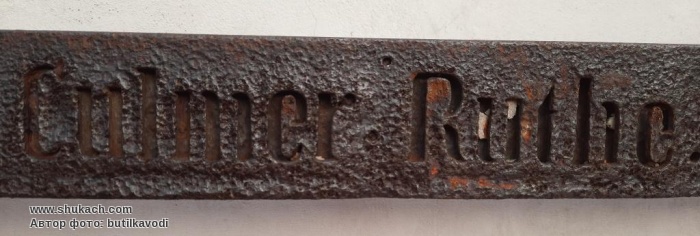 Culmer Ruthe.
www.shukach.com
Автор фото: butilkavodi